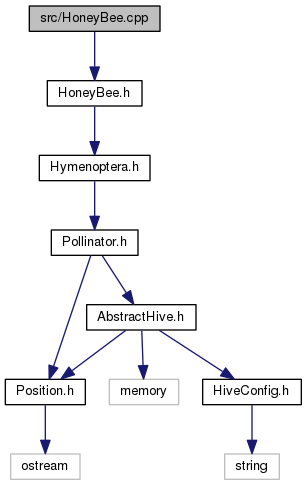 src/HoneyBee.cpp
HoneyBee.h
Hymenoptera.h
Pollinator.h
AbstractHive.h
Position.h
memory
HiveConfig.h
ostream
string